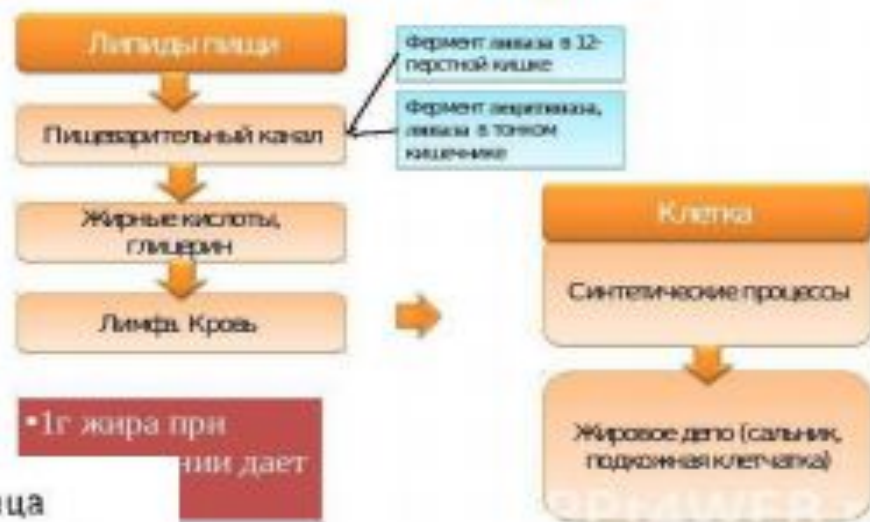 Липиды пищи
Фермент липаза в 12-
перстной кишке
Пищеварительный канал
Фермент
липаза в тонком
кишечнике
Жирные кислоты,
глицерин
Лимфа. Кровь
Клетка
Синтетические процессы
Жировое депо (сальник,
подкожная клетчатка)
•1г жира при
нии дает
ца